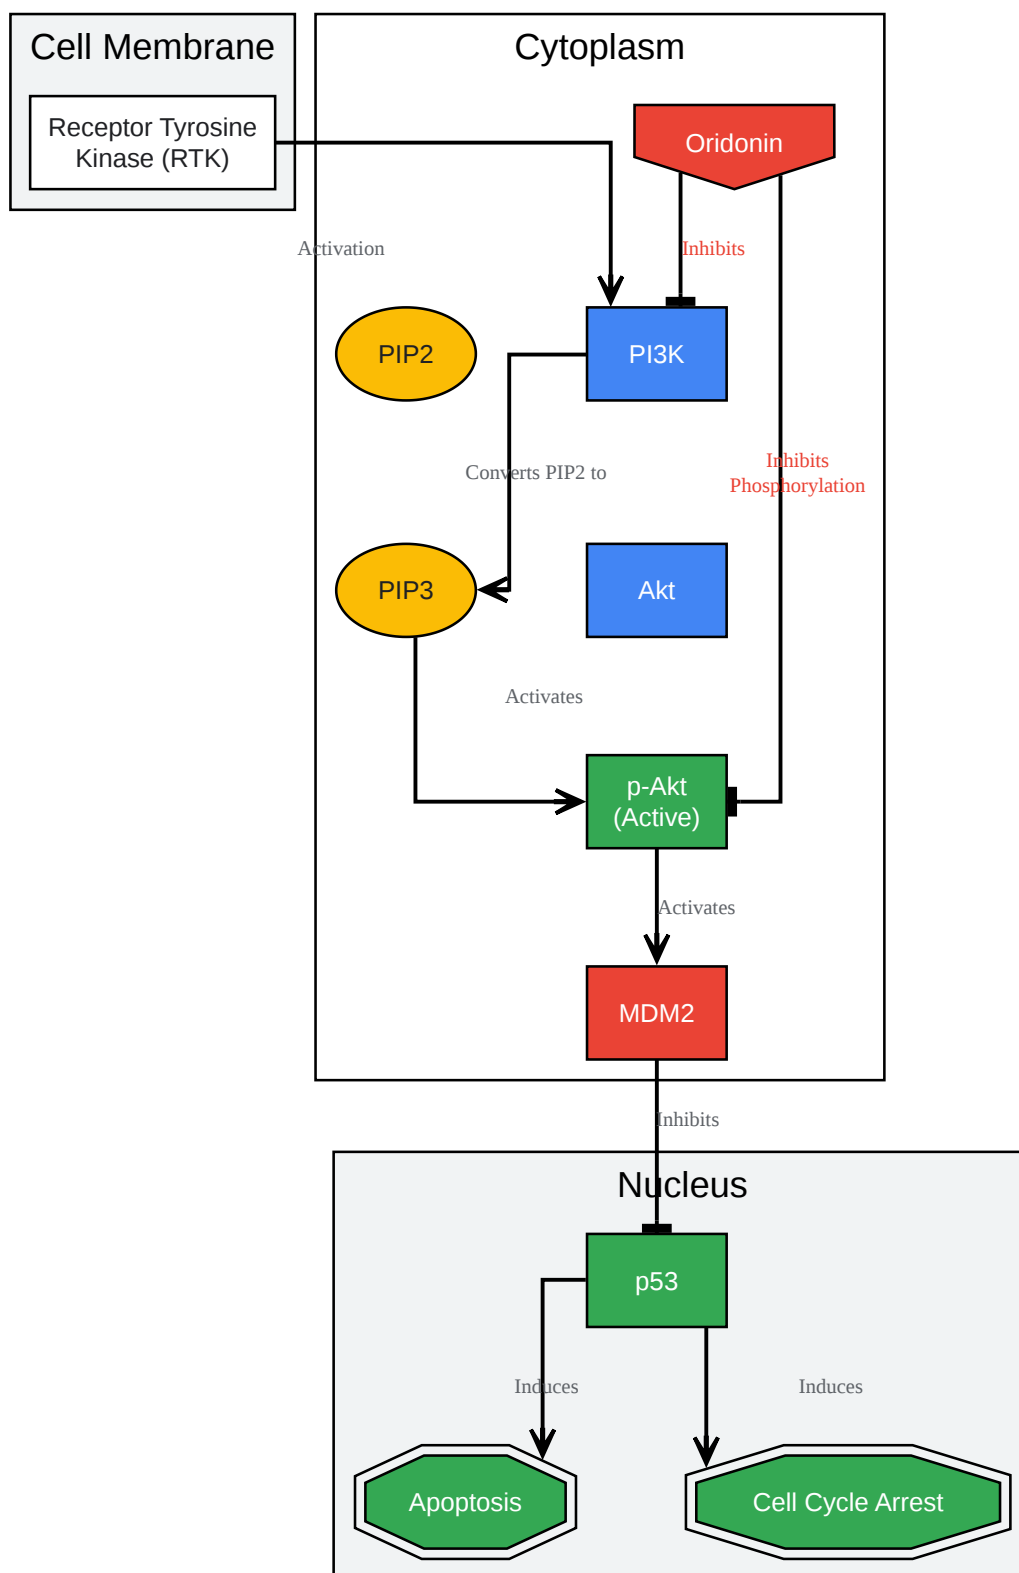 Cell Membrane
Cytoplasm
Receptor Tyrosine
Kinase (RTK)
Oridonin
Activation
Inhibits
PIP2
PI3K
Converts PIP2 to
Inhibits
Phosphorylation
PIP3
Akt
Activates
p-Akt
(Active)
Activates
MDM2
Inhibits
Nucleus
p53
Induces
Induces
Apoptosis
Cell Cycle Arrest